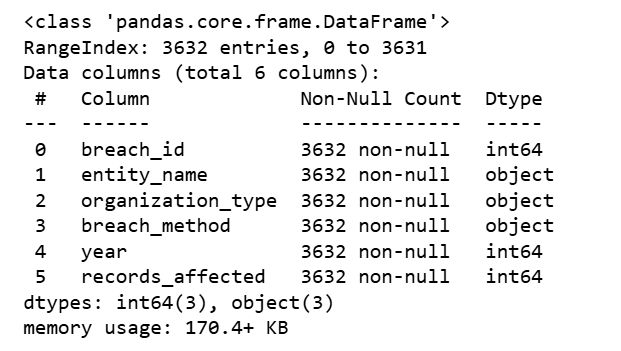 <class 'pandas.core.frame.DataFrame'>
RangeIndex: 3632 entries, 0 to 3631
Data columns (total 6 columns):
 #   Column             Non-Null Count  Dtype
---  ------             --------------  -----
 0   breach_id          3632 non-null   int64
 1   entity_name        3632 non-null   object
 2   organization_type  3632 non-null   object
 3   breach_method      3632 non-null   object
 4   year               3632 non-null   int64
 5   records_affected   3632 non-null   int64
dtypes: int64(3), object(3)
memory usage: 170.4+ KB